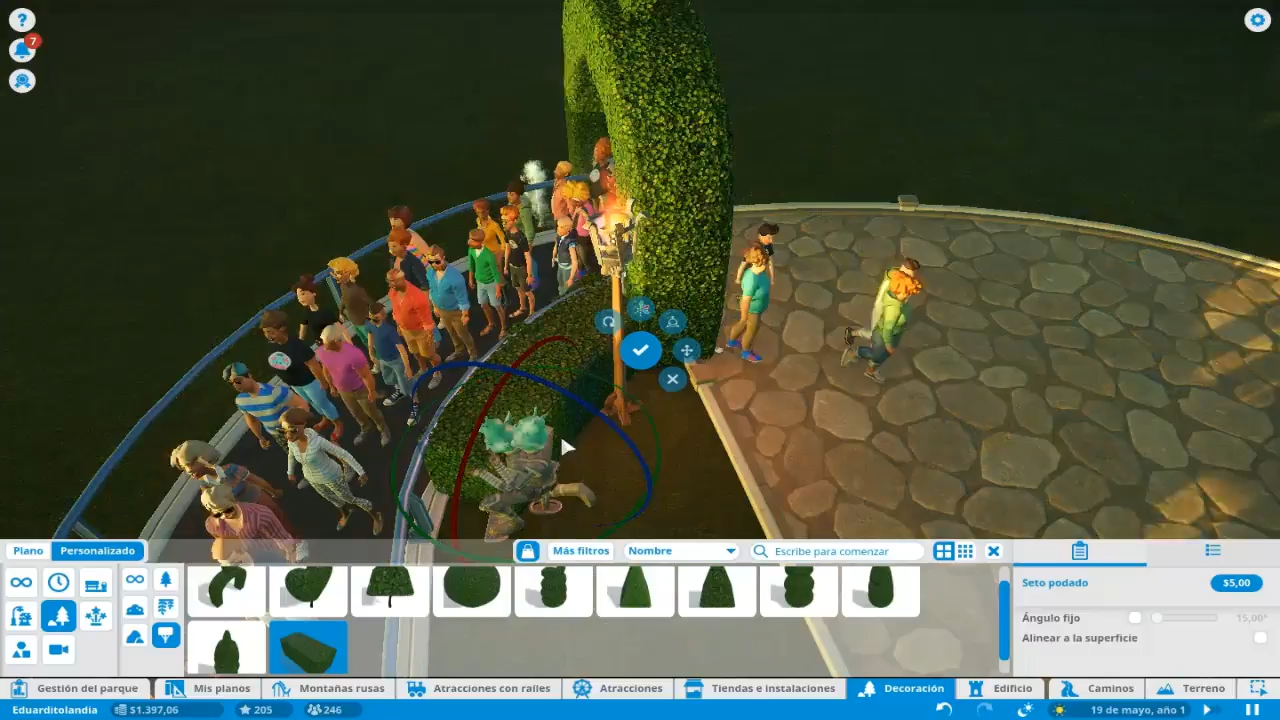 ?
7
Plano
Personalizado
Más filtros
Nombre
Escribe para comenzar
Seto podado
$5,00
Ángulo fijo
15,00°
Alinear a la superficie
Gestión del parque
Mis planos
Montañas rusas
Atracciones con raíles
Atracciones
Tiendas e instalaciones
Decoración
Edificio
Caminos
Terreno
Eduarditolandia
$1.397,06
205
246
19 de mayo, año 1